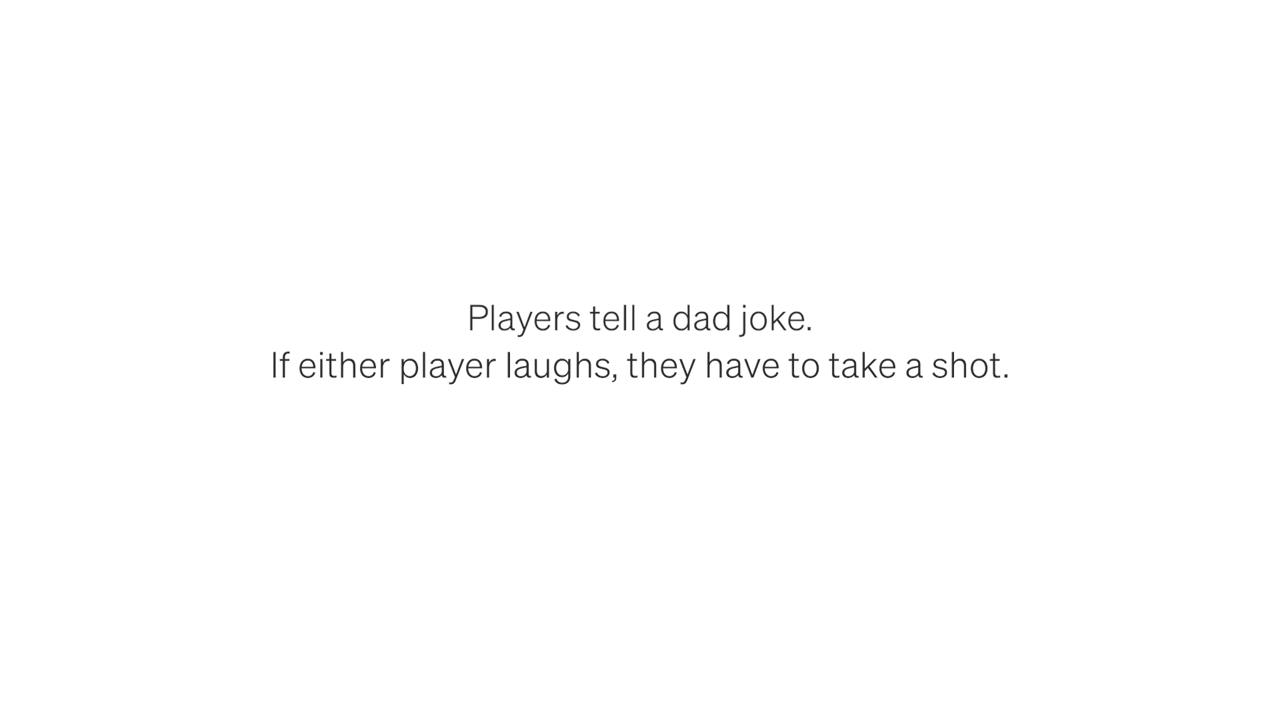 Players tell a dad joke.
If either player laughs, they have to take a shot.